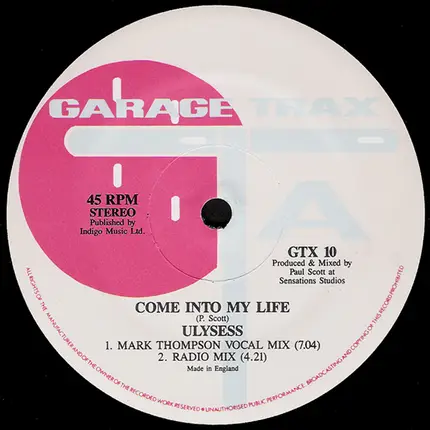 GARAGE TRAX
45 RPM
STEREO
Published by
Indigo Music Ltd.
GTX 10
Produced & Mixed by
Paul Scott at
Sensations Studios
COME INTO MY LIFE
(P. Scott)
ULYSESS
1. MARK THOMPSON VOCAL MIX (7.04)
2. RADIO MIX (4.21)
Made in England
ALL RIGHTS OF THE MANUFACTURER AND OF THE OWNER OF THE RECORDED WORK RESERVED • UNAUTHORISED PUBLIC PERFORMANCE, BROADCASTING AND COPYING OF THIS RECORD PROHIBITED